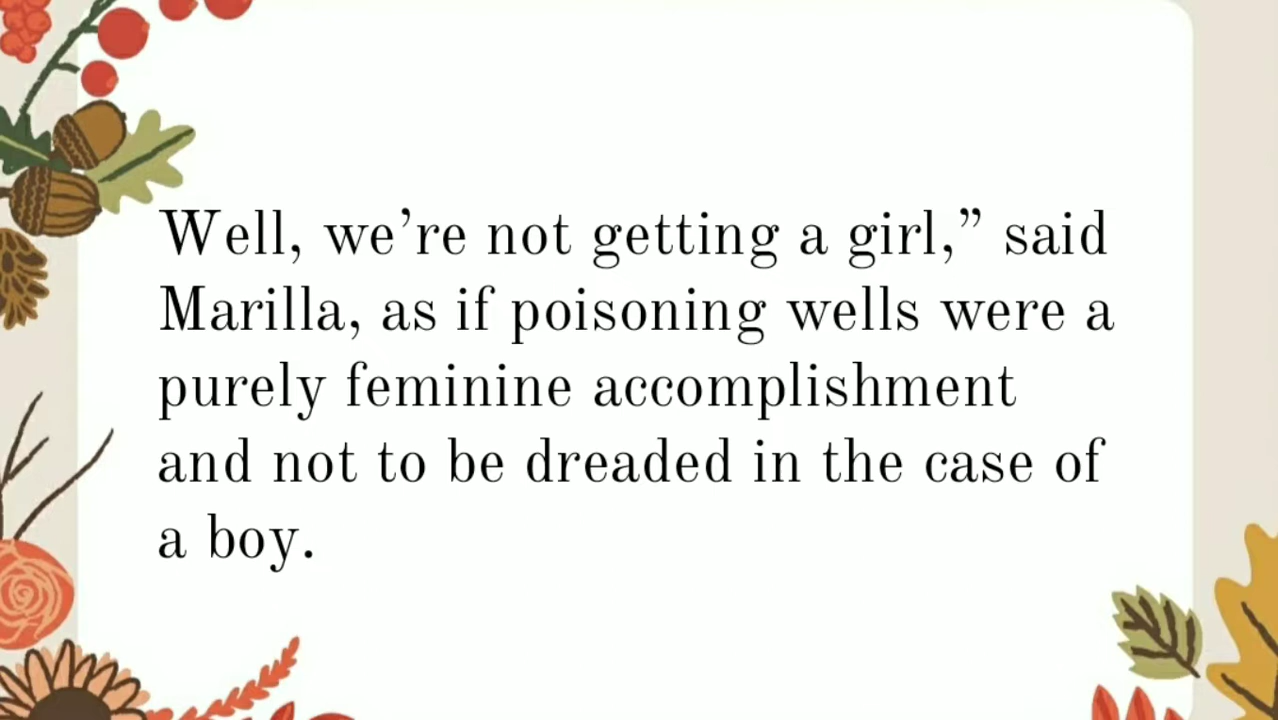 Well, we’re not getting a girl,” said
Marilla, as if poisoning wells were a
purely feminine accomplishment
and not to be dreaded in the case of
a boy.